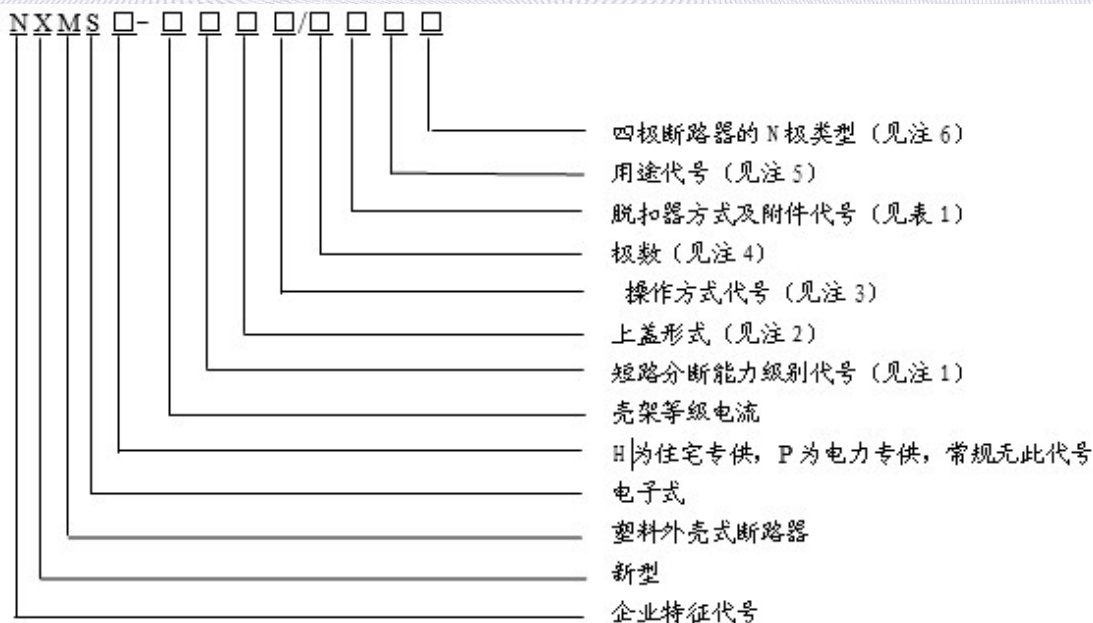 NXMS□-□□□□/□□□□
四极断路器的N极类型（见注6）
用途代号（见注5）
脱扣器方式及附件代号（见表1）
极数（见注4）
操作方式代号（见注3）
上盖形式（见注2）
短路分断能力级别代号（见注1）
壳架等级电流
H为住宅专供，P为电力专供，常规无此代号
电子式
塑料外壳式断路器
新型
企业特征代号